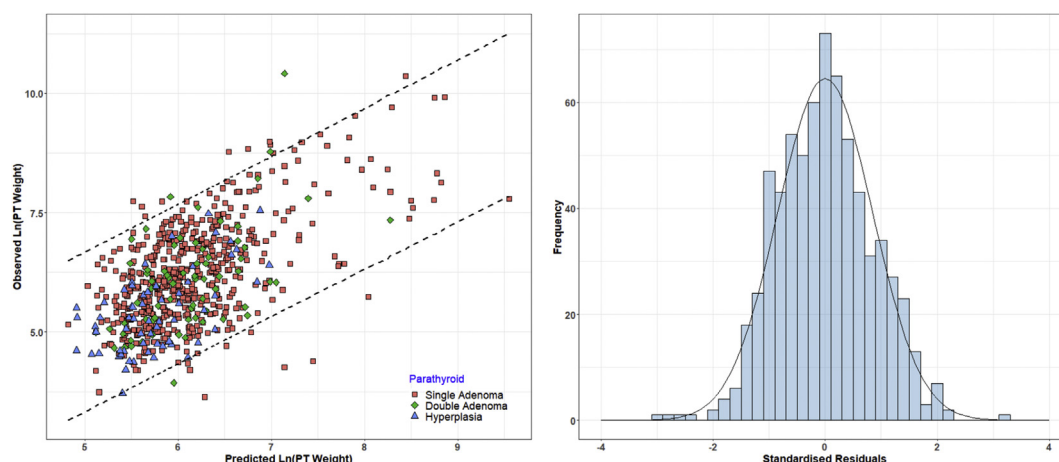 Observed Ln(PT Weight)
10.0
7.5
5.0
5 6 7 8 9
Predicted Ln(PT Weight)
Parathyroid
Single Adenoma
Double Adenoma
Hyperplasia
Frequency
60
40
20
0
-4 -2 0 2 4
Standardised Residuals